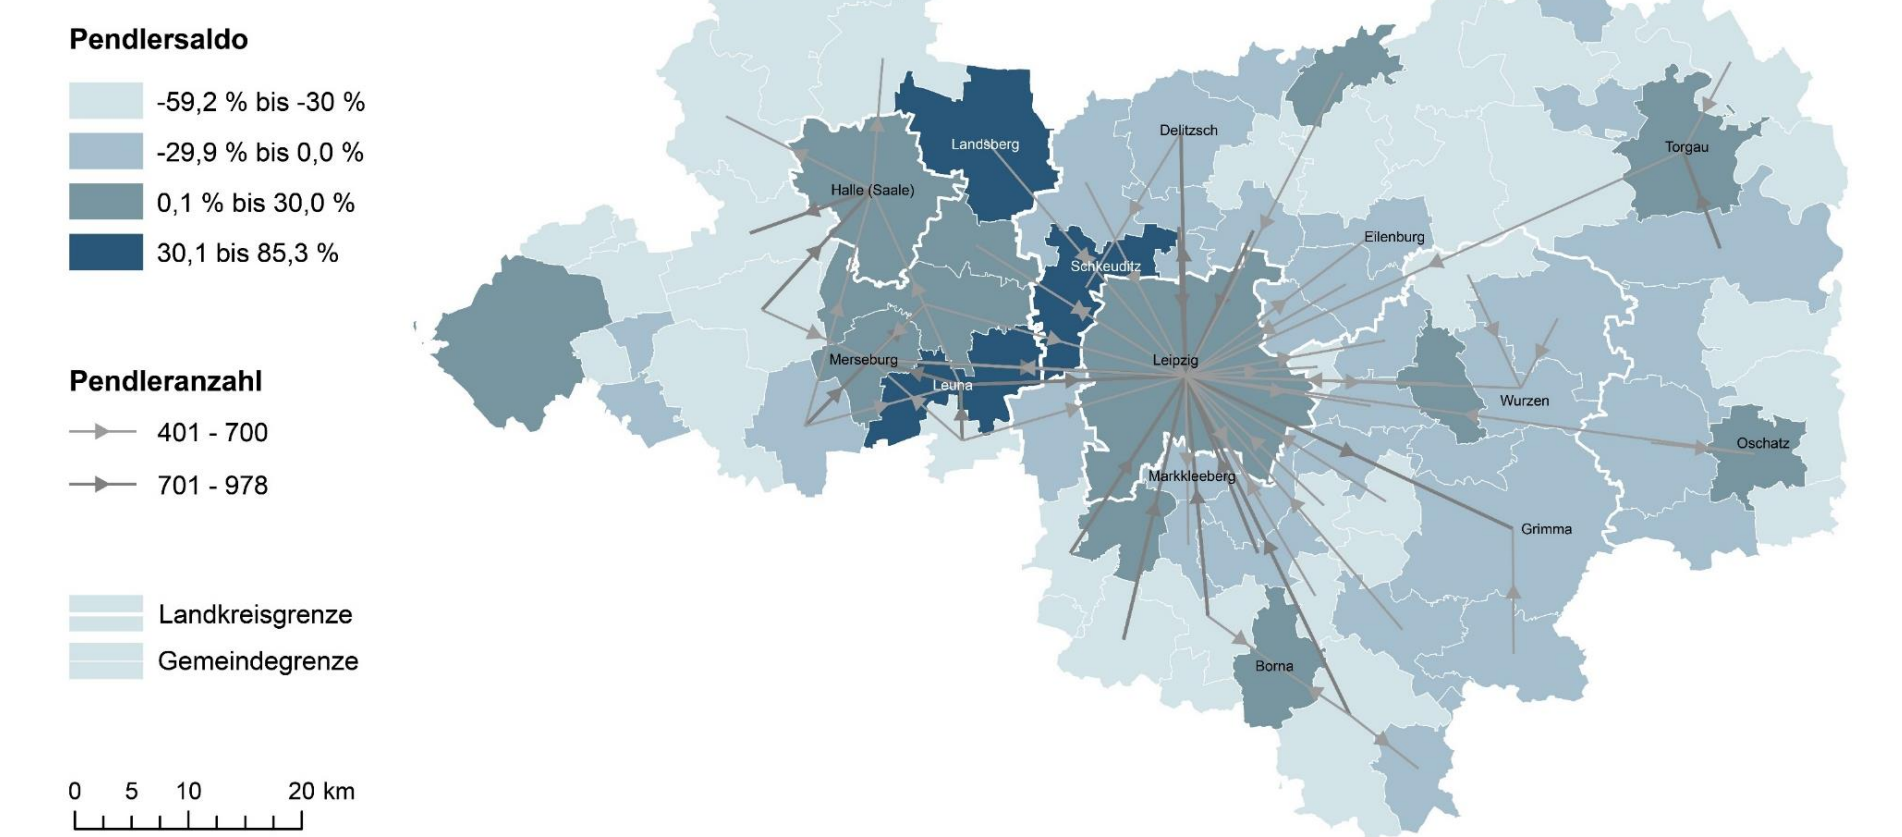 Pendlersaldo
-59,2 % bis -30 %
-29,9 % bis 0,0 %
0,1 % bis 30,0 %
30,1 bis 85,3 %
Pendleranzahl
401 - 700
701 - 978
Landkreisgrenze
Gemeindegrenze
0 5 10 20 km
Landsberg
Delitzsch
Torgau
Halle (Saale)
Eilenburg
Schkeuditz
Merseburg
Leipzig
Leuna
Wurzen
Oschatz
Markkleeberg
Grimma
Borna